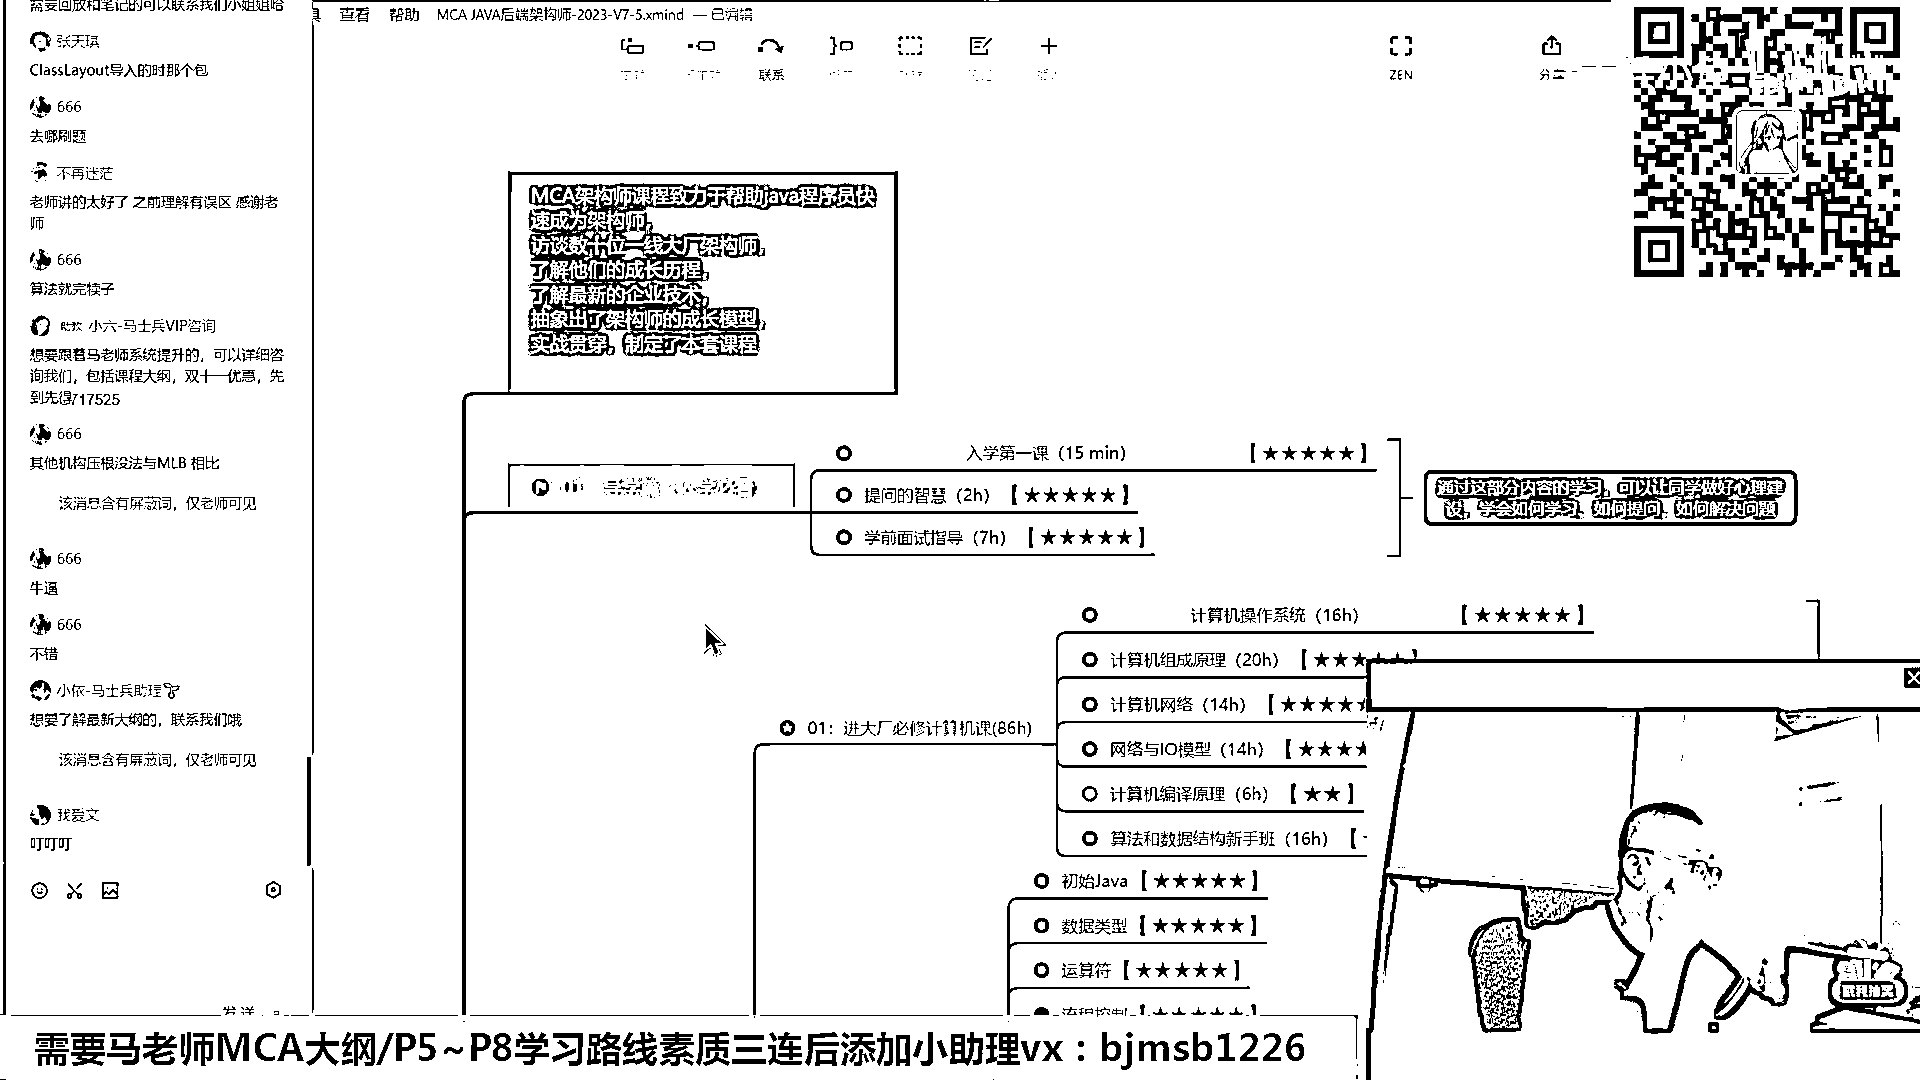 需要回放和笔记的可以联系我们小姐姐哈
张天琪
ClassLayout导入的时那个包
666
去哪刷题
不再迷茫
老师讲的太好了 之前理解有误区 感谢老
师
666
算法就完犊子
小六-马士兵VIP咨询
想要跟着马老师系统提升的，可以详细咨
询我们，包括课程大纲，双十一优惠，先
到先得717525
666
其他机构压根没法与MLB 相比
该消息含有屏蔽词，仅老师可见
666
牛逼
666
不错
小依-马士兵助理
想要了解最新大纲的，联系我们哦
该消息含有屏蔽词，仅老师可见
我爱文
叮叮叮
发送
查看 帮助 MCA JAVA后端架构师-2023-V7-5.xmind — 已编辑
联系
ZEN
分享
MCA架构师课程致力于帮助java程序员快
速成为架构师，
访谈数十位一线大厂架构师，
了解他们的成长历程，
了解最新的企业技术，
抽象出了架构师的成长模型，
实战贯穿，制定了本套课程
入学第一课（15 min） 【★★★★★】
提问的智慧（2h）【★★★★★】
学前面试指导（7h）【★★★★★】
通过这部分内容的学习，可以让同学做好心理建
设，学会如何学习、如何提问、如何解决问题
01：进大厂必修计算机课(86h)
计算机操作系统（16h） 【★★★★★】
计算机组成原理（20h）【★★★★★】
计算机网络（14h）【★★★★★
网络与IO模型（14h）【★★★★
计算机编译原理（6h）【★★】
算法和数据结构新手班（16h）【
初始Java【★★★★★】
数据类型【★★★★★】
运算符【★★★★★】
流程控制【★★★★★】
需要马老师MCA大纲/P5~P8学习路线素质三连后添加小助理vx：bjmsb1226